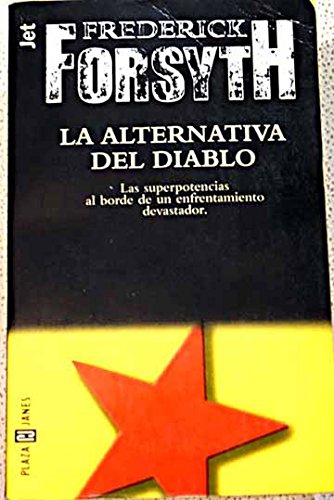 Jet
FREDERICK
FORSYTH
LA ALTERNATIVA
DEL DIABLO
Las superpotencias
al borde de un enfrentamiento
devastador.
PLAZA JANES